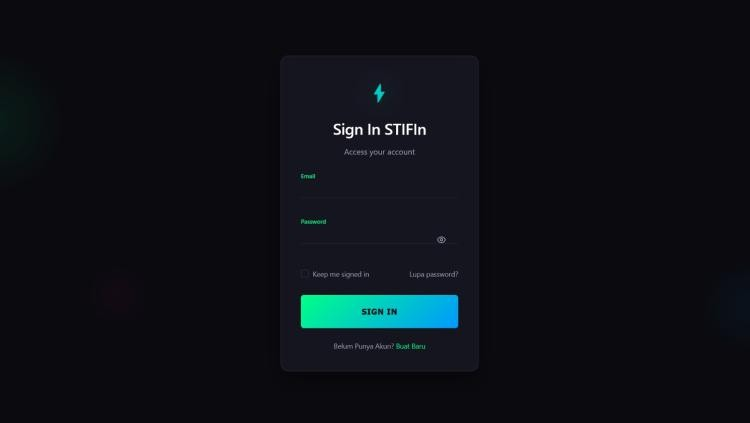 Sign In STIFIn
Access your account
Email
Password
Keep me signed in
Lupa password?
SIGN IN
Belum Punya Akun? Buat Baru